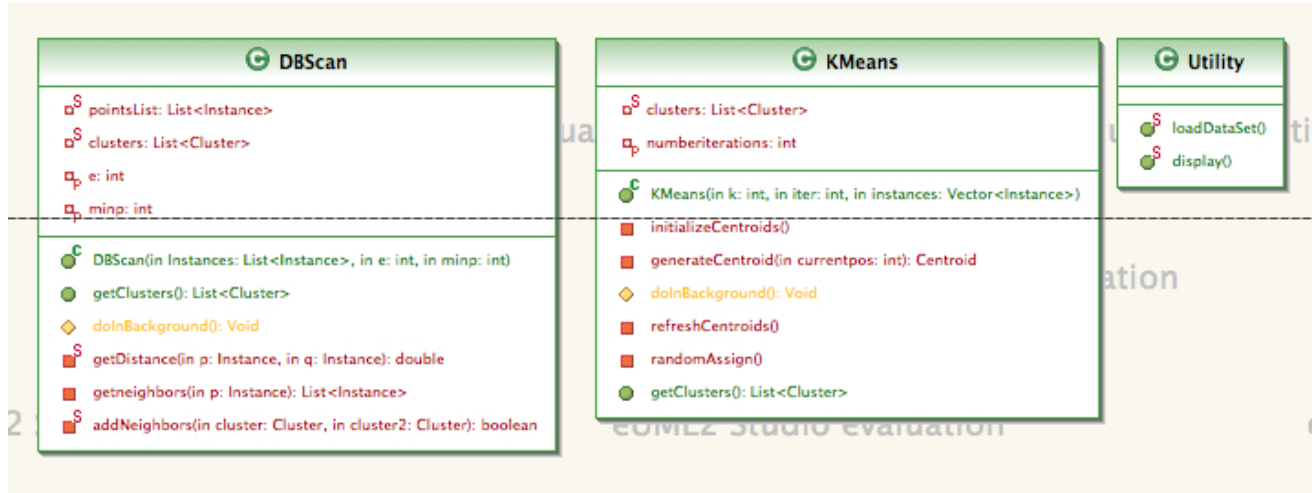 DBScan
pointsList: List<Instance>
clusters: List<Cluster>
e: int
minp: int
DBScan(in Instances: List<Instance>, in e: int, in minp: int)
getClusters(): List<Cluster>
doInBackground(): Void
getDistance(in p: Instance, in q: Instance): double
getneighbors(in p: Instance): List<Instance>
addNeighbors(in cluster: Cluster, in cluster2: Cluster): boolean
KMeans
clusters: List<Cluster>
numberiterations: int
KMeans(in k: int, in iter: int, in instances: Vector<Instance>)
initializeCentroids()
generateCentroid(in currentpos: int): Centroid
doInBackground(): Void
refreshCentroids()
randomAssign()
getClusters(): List<Cluster>
Utility
loadDataSet()
display()
eUML2 Studio evaluation